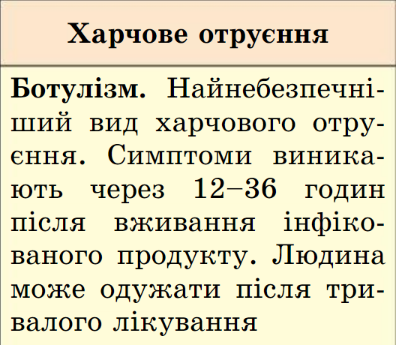 Харчове отруєння
Ботулізм. Найнебезпечні-
ший вид харчового отру-
єння. Симптоми виника-
ють через 12–36 годин
після вживання інфіко-
ваного продукту. Людина
може одужати після три-
валого лікування